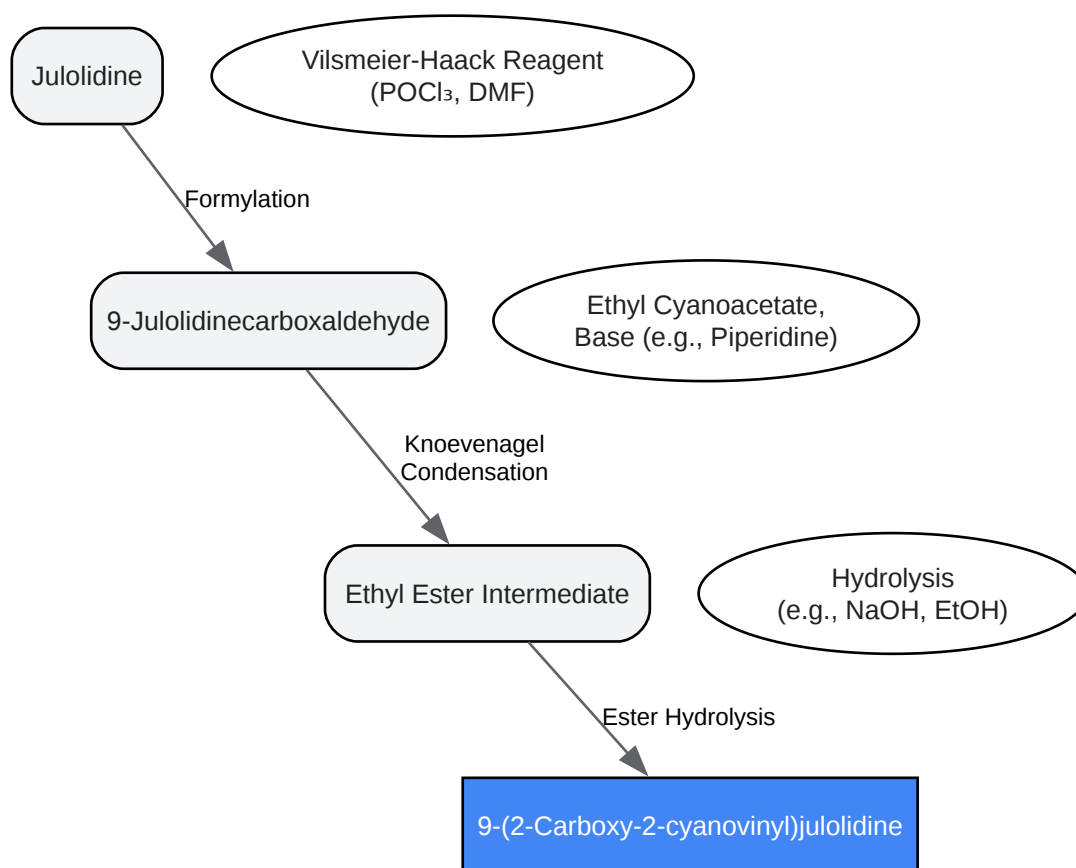 Julolidine
Vilsmeier-Haack Reagent
(POCl₃, DMF)
Formylation
9-Julolidinecarboxaldehyde
Ethyl Cyanoacetate,
Base (e.g., Piperidine)
Knoevenagel
Condensation
Ethyl Ester Intermediate
Hydrolysis
(e.g., NaOH, EtOH)
Ester Hydrolysis
9-(2-Carboxy-2-cyanovinyl)julolidine